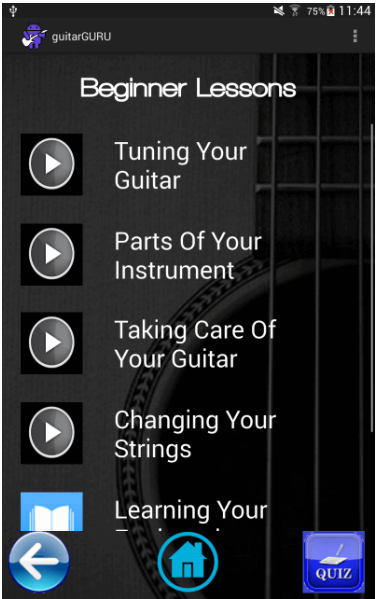 75% 11:44
guitarGURU
Beginner Lessons
Tuning Your
Guitar
Parts Of Your
Instrument
Taking Care Of
Your Guitar
Changing Your
Strings
Learning Your
QUIZ